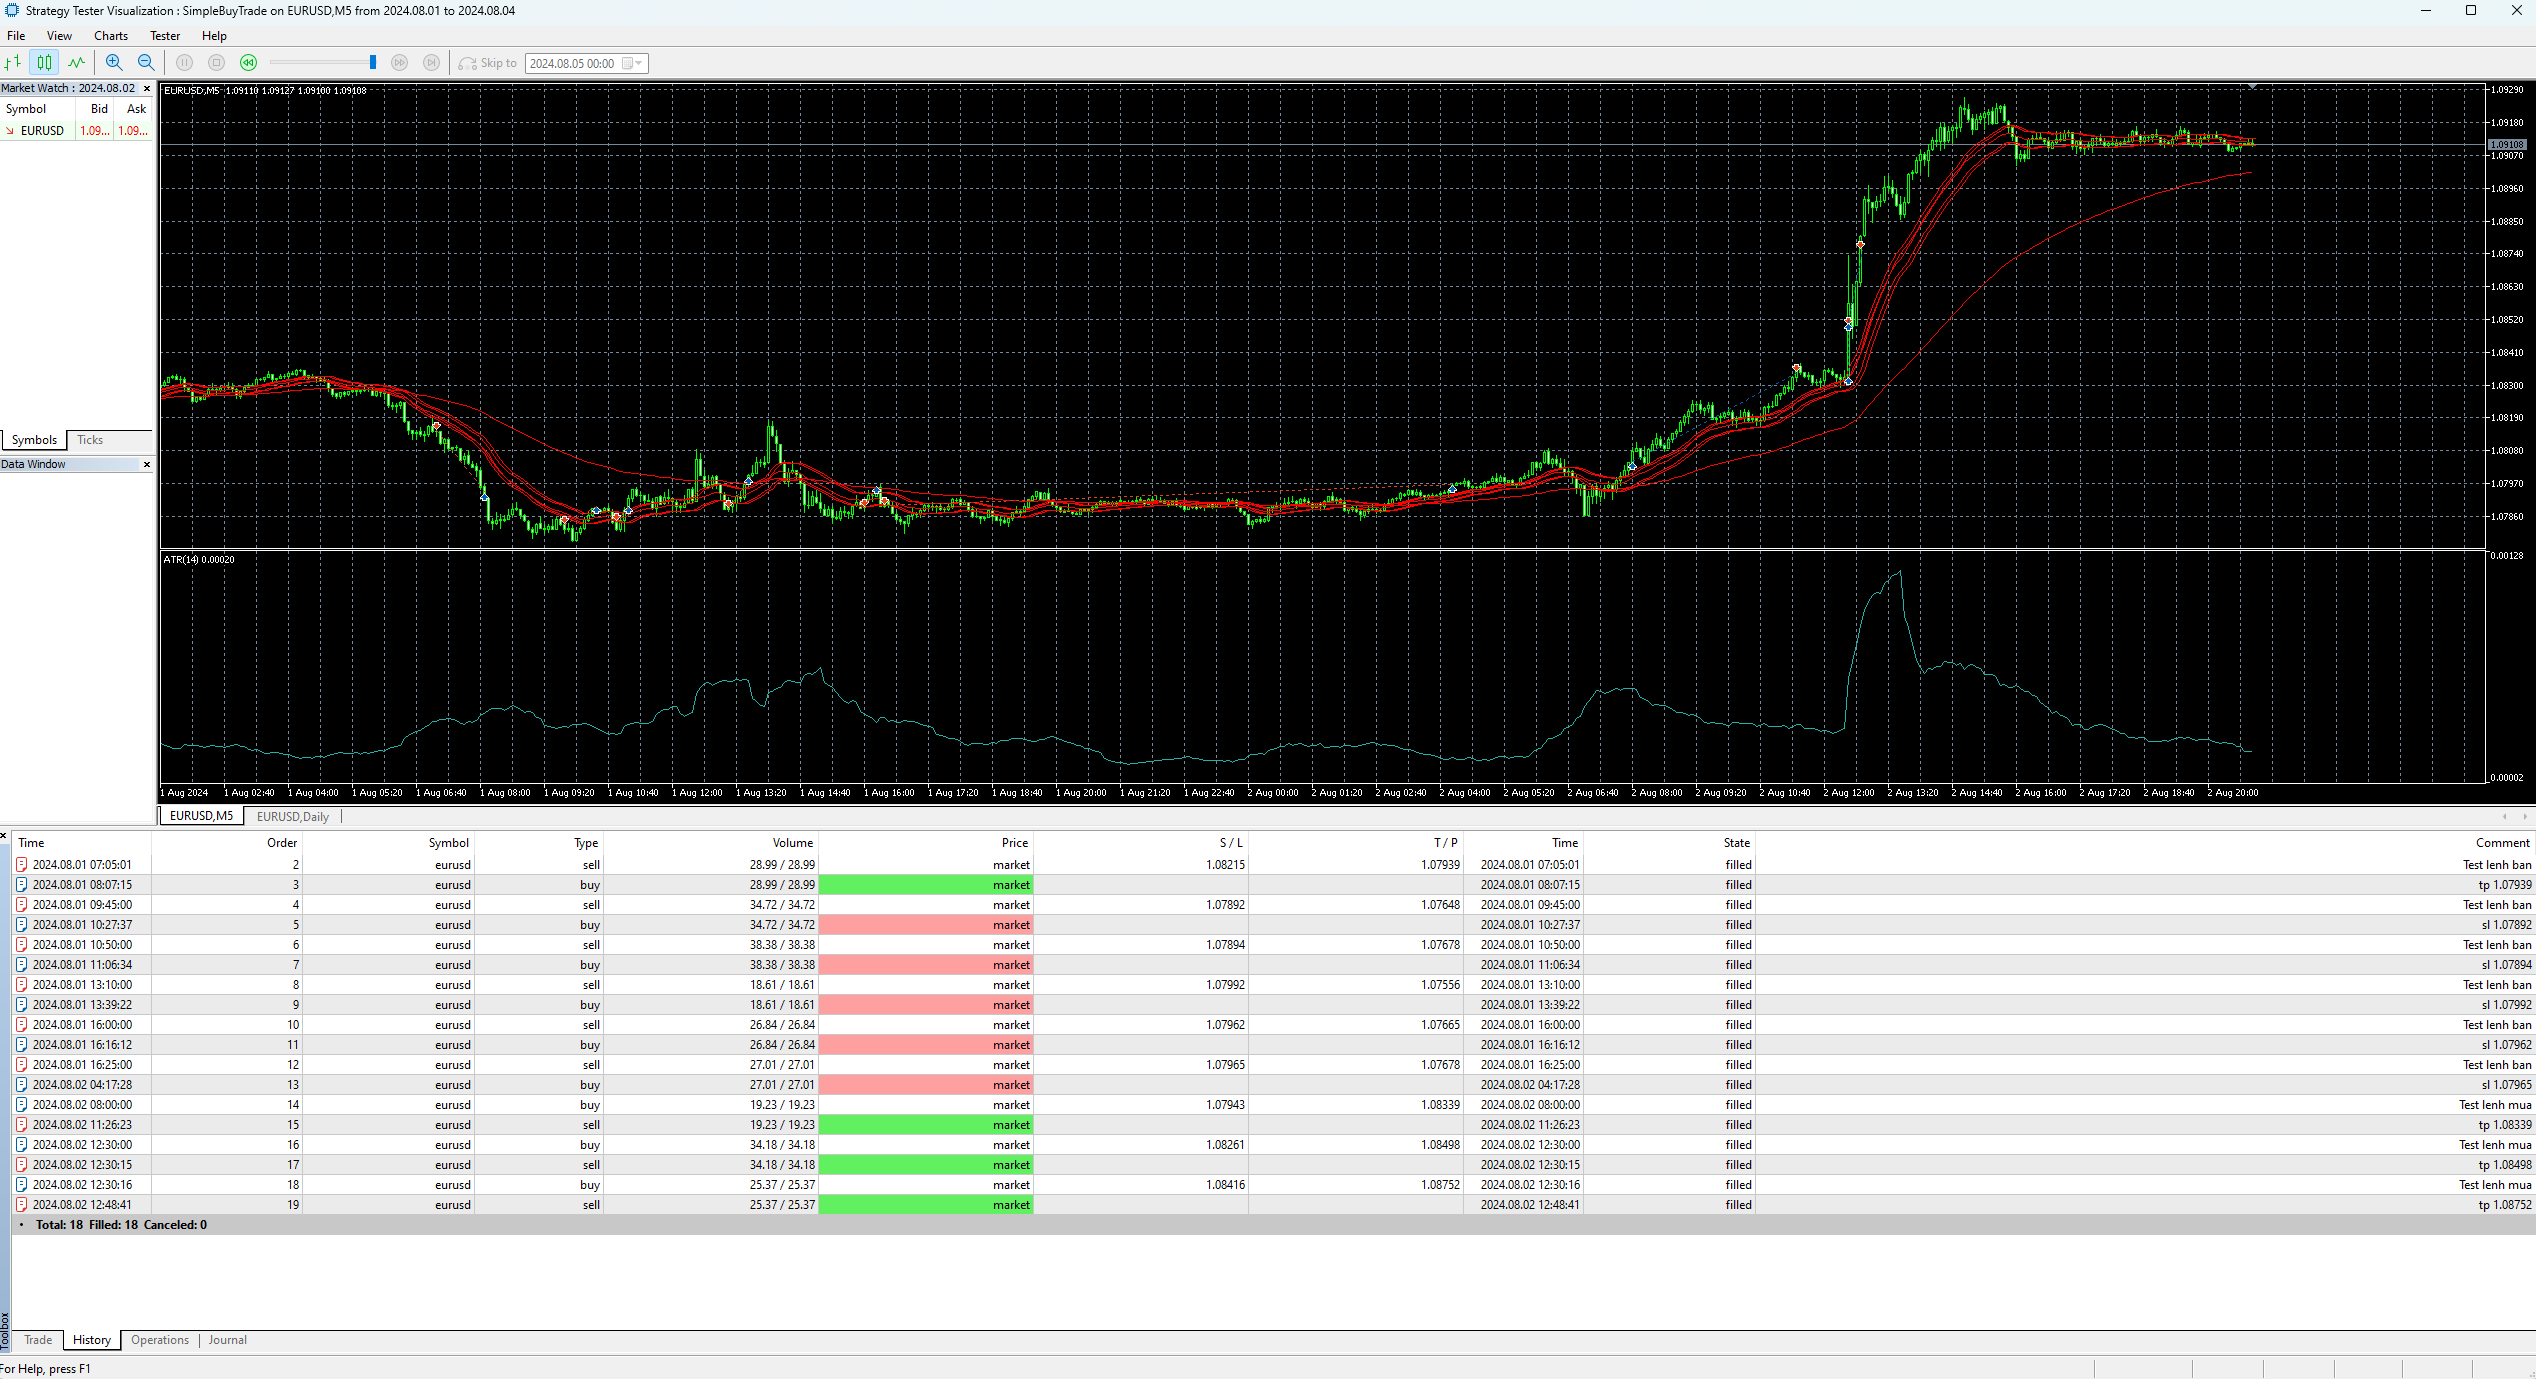 Strategy Tester Visualization : SimpleBuyTrade on EURUSD,M5 from 2024.08.01 to 2024.08.04
File View Charts Tester Help
Skip to 2024.08.05 00:00
Market Watch : 2024.08.02
Symbol Bid Ask
EURUSD 1.09... 1.09...
Symbols Ticks
Data Window
EURUSD,M5 1.09110 1.09127 1.09100 1.09108
1.09290
1.09180
1.09108
1.09070
1.08960
1.08850
1.08740
1.08630
1.08520
1.08410
1.08300
1.08190
1.08080
1.07970
1.07860
ATR(14) 0.00020
0.00128
0.00002
1 Aug 2024 1 Aug 02:40 1 Aug 04:00 1 Aug 05:20 1 Aug 06:40 1 Aug 08:00 1 Aug 09:20 1 Aug 10:40 1 Aug 12:00 1 Aug 13:20 1 Aug 14:40 1 Aug 16:00 1 Aug 17:20 1 Aug 18:40 1 Aug 20:00 1 Aug 21:20 1 Aug 22:40 2 Aug 00:00 2 Aug 01:20 2 Aug 02:40 2 Aug 04:00 2 Aug 05:20 2 Aug 06:40 2 Aug 08:00 2 Aug 09:20 2 Aug 10:40 2 Aug 12:00 2 Aug 13:20 2 Aug 14:40 2 Aug 16:00 2 Aug 17:20 2 Aug 18:40 2 Aug 20:00
EURUSD,M5 EURUSD,Daily
Time Order Symbol Type Volume Price S / L T / P Time State Comment
2024.08.01 07:05:01 2 eurusd sell 28.99 / 28.99 market 1.08215 1.07939 2024.08.01 07:05:01 filled Test lenh ban
2024.08.01 08:07:15 3 eurusd buy 28.99 / 28.99 market 2024.08.01 08:07:15 filled tp 1.07939
2024.08.01 09:45:00 4 eurusd sell 34.72 / 34.72 market 1.07892 1.07648 2024.08.01 09:45:00 filled Test lenh ban
2024.08.01 10:27:37 5 eurusd buy 34.72 / 34.72 market 2024.08.01 10:27:37 filled sl 1.07892
2024.08.01 10:50:00 6 eurusd sell 38.38 / 38.38 market 1.07894 1.07678 2024.08.01 10:50:00 filled Test lenh ban
2024.08.01 11:06:34 7 eurusd buy 38.38 / 38.38 market 2024.08.01 11:06:34 filled sl 1.07894
2024.08.01 13:10:00 8 eurusd sell 18.61 / 18.61 market 1.07992 1.07556 2024.08.01 13:10:00 filled Test lenh ban
2024.08.01 13:39:22 9 eurusd buy 18.61 / 18.61 market 2024.08.01 13:39:22 filled sl 1.07992
2024.08.01 16:00:00 10 eurusd sell 26.84 / 26.84 market 1.07962 1.07665 2024.08.01 16:00:00 filled Test lenh ban
2024.08.01 16:16:12 11 eurusd buy 26.84 / 26.84 market 2024.08.01 16:16:12 filled sl 1.07962
2024.08.01 16:25:00 12 eurusd sell 27.01 / 27.01 market 1.07965 1.07678 2024.08.01 16:25:00 filled Test lenh ban
2024.08.02 04:17:28 13 eurusd buy 27.01 / 27.01 market 2024.08.02 04:17:28 filled sl 1.07965
2024.08.02 08:00:00 14 eurusd buy 19.23 / 19.23 market 1.07943 1.08339 2024.08.02 08:00:00 filled Test lenh mua
2024.08.02 11:26:23 15 eurusd sell 19.23 / 19.23 market 2024.08.02 11:26:23 filled tp 1.08339
2024.08.02 12:30:00 16 eurusd buy 34.18 / 34.18 market 1.08261 1.08498 2024.08.02 12:30:00 filled Test lenh mua
2024.08.02 12:30:15 17 eurusd sell 34.18 / 34.18 market 2024.08.02 12:30:15 filled tp 1.08498
2024.08.02 12:30:16 18 eurusd buy 25.37 / 25.37 market 1.08416 1.08752 2024.08.02 12:30:16 filled Test lenh mua
2024.08.02 12:48:41 19 eurusd sell 25.37 / 25.37 market 2024.08.02 12:48:41 filled tp 1.08752
• Total: 18 Filled: 18 Canceled: 0
Toolbox
Trade History Operations Journal
For Help, press F1